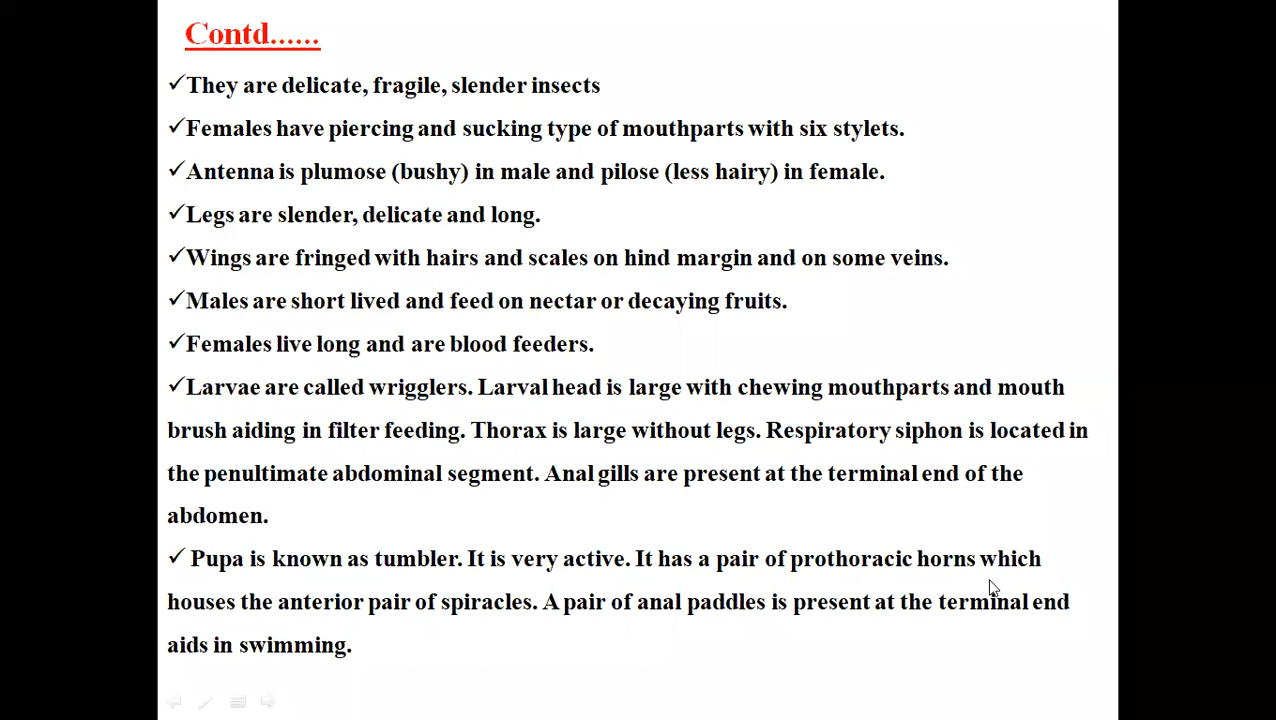 Contd......
✓They are delicate, fragile, slender insects
✓Females have piercing and sucking type of mouthparts with six stylets.
✓Antenna is plumose (bushy) in male and pilose (less hairy) in female.
✓Legs are slender, delicate and long.
✓Wings are fringed with hairs and scales on hind margin and on some veins.
✓Males are short lived and feed on nectar or decaying fruits.
✓Females live long and are blood feeders.
✓Larvae are called wrigglers. Larval head is large with chewing mouthparts and mouth
brush aiding in filter feeding. Thorax is large without legs. Respiratory siphon is located in
the penultimate abdominal segment. Anal gills are present at the terminal end of the
abdomen.
✓ Pupa is known as tumbler. It is very active. It has a pair of prothoracic horns which
houses the anterior pair of spiracles. A pair of anal paddles is present at the terminal end
aids in swimming.